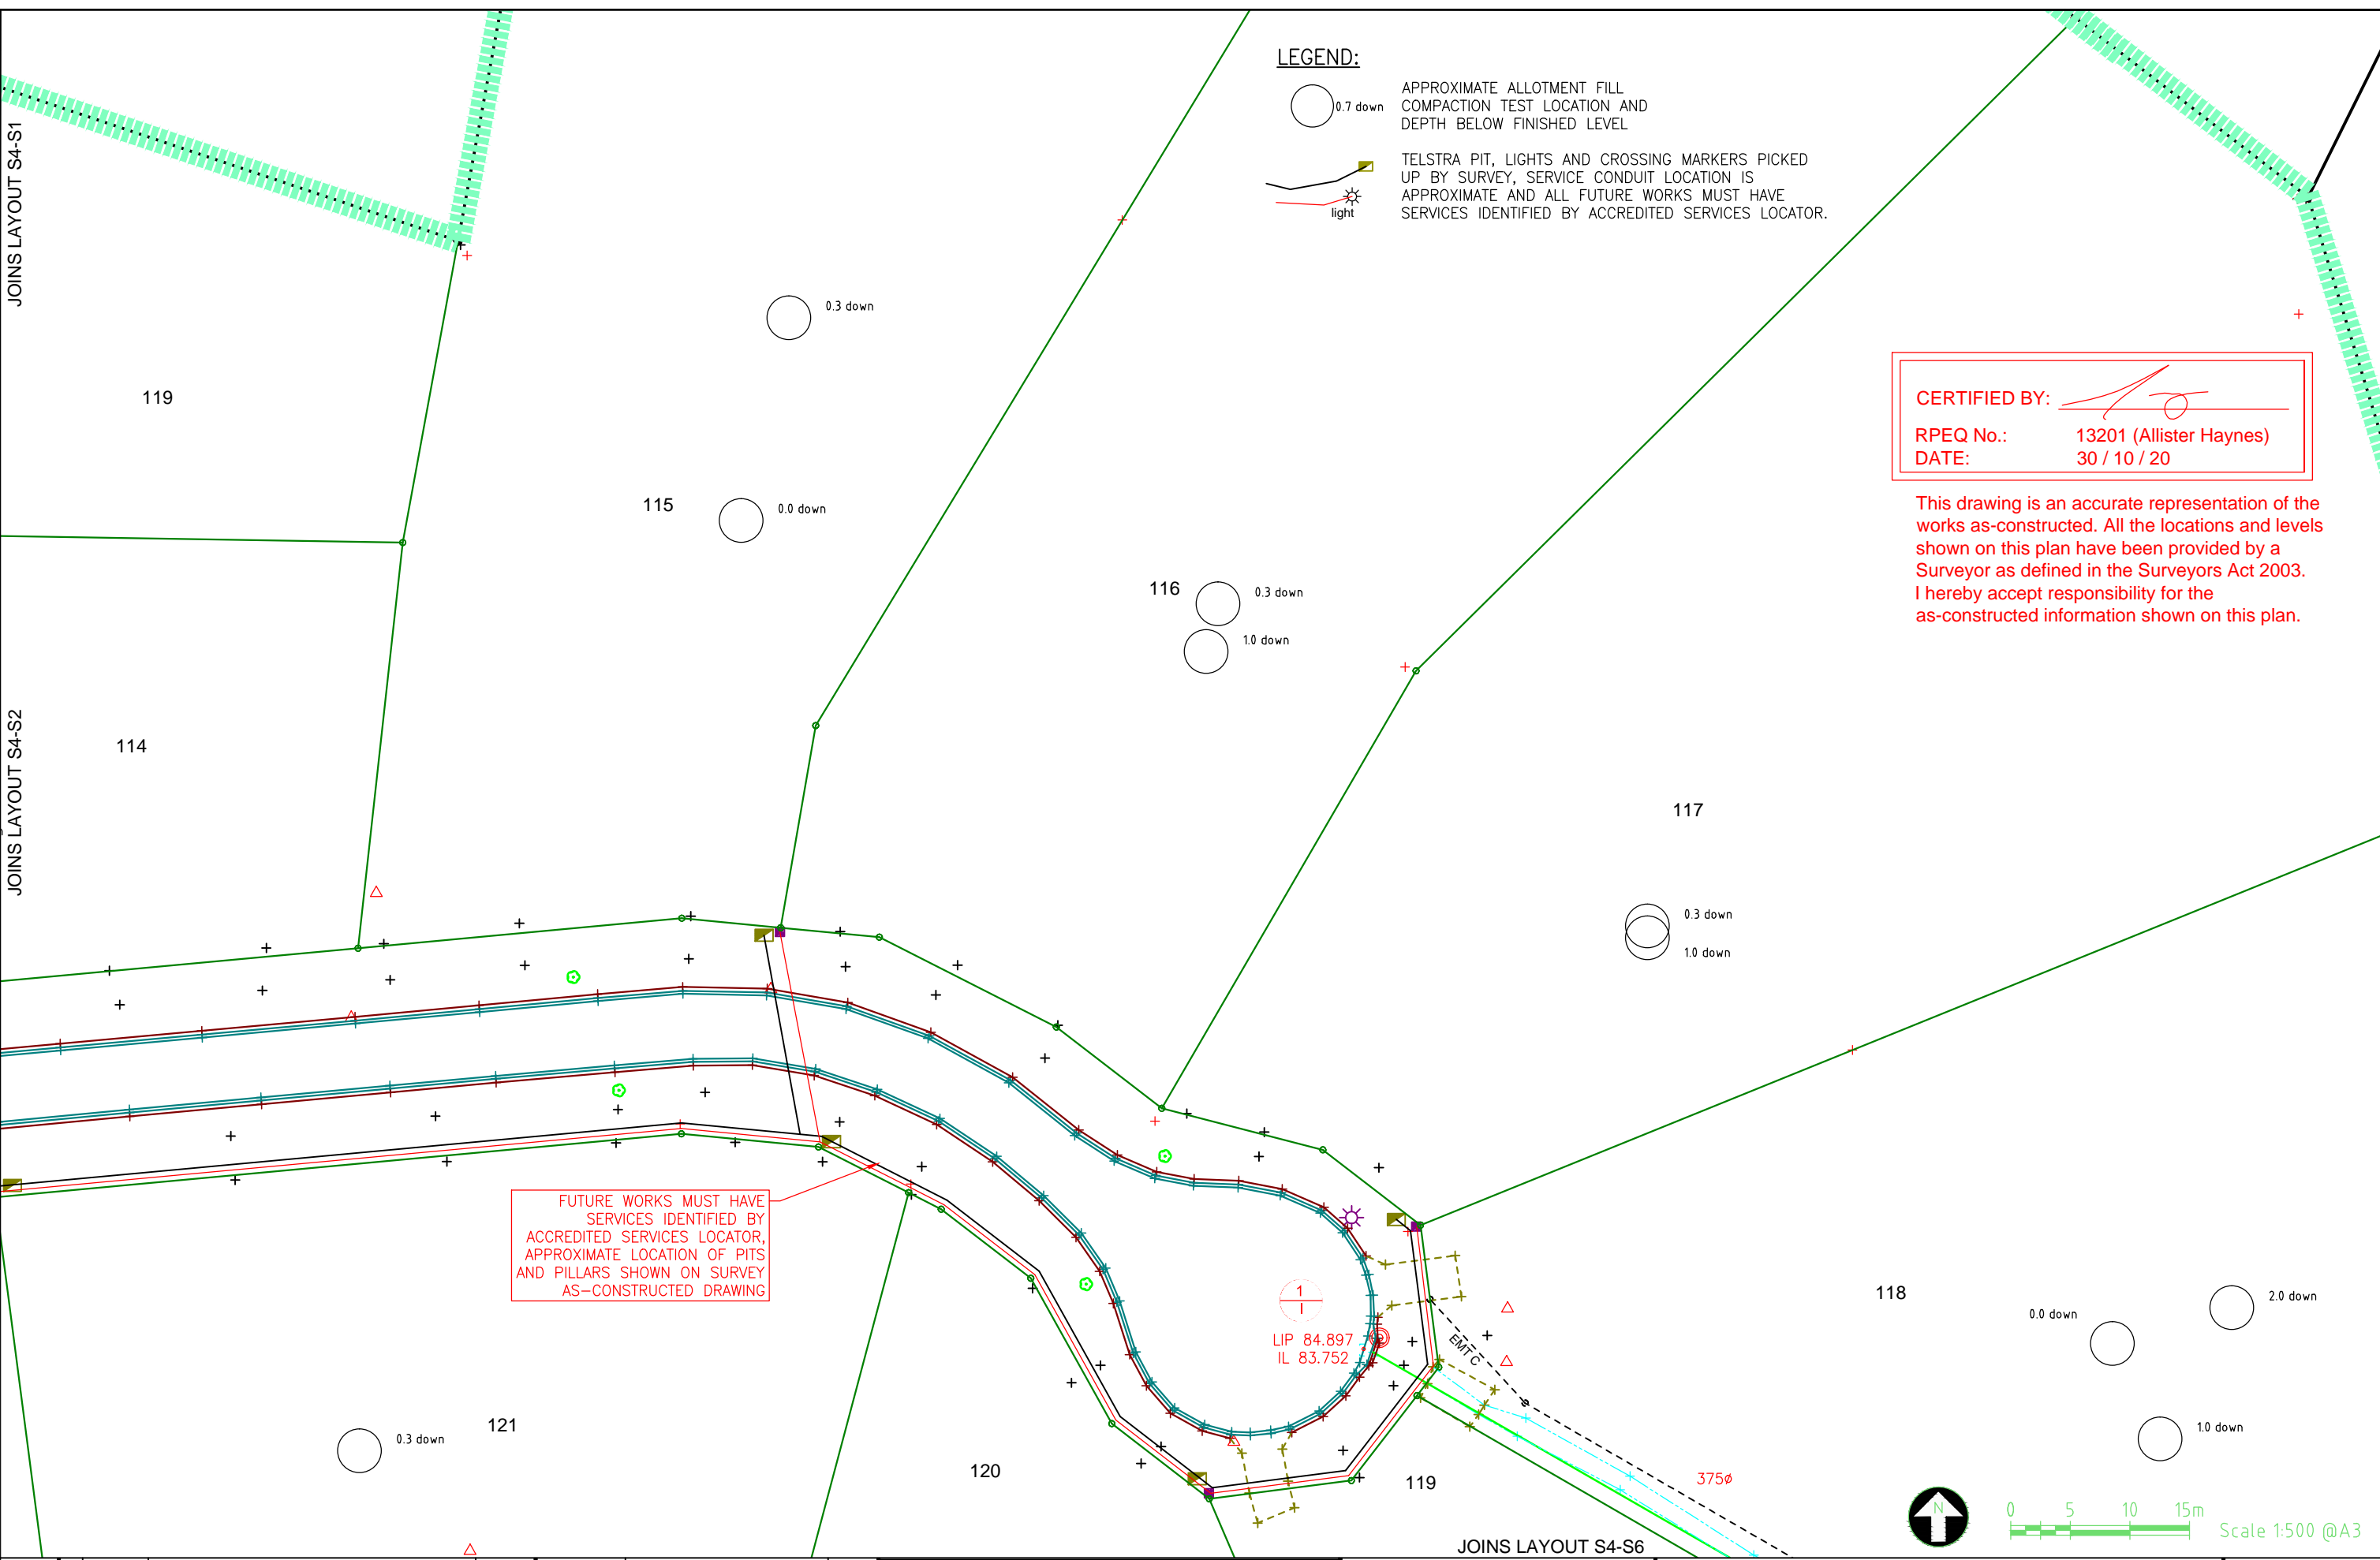 LEGEND:
0.7 down
APPROXIMATE ALLOTMENT FILL
COMPACTION TEST LOCATION AND
DEPTH BELOW FINISHED LEVEL
light
TELSTRA PIT, LIGHTS AND CROSSING MARKERS PICKED
UP BY SURVEY, SERVICE CONDUIT LOCATION IS
APPROXIMATE AND ALL FUTURE WORKS MUST HAVE
SERVICES IDENTIFIED BY ACCREDITED SERVICES LOCATOR.
JOINS LAYOUT S4-S1
JOINS LAYOUT S4-S2
119
114
0.3 down
115
0.0 down
116
0.3 down
1.0 down
CERTIFIED BY:
RPEQ No.: 13201 (Allister Haynes)
DATE: 30 / 10 / 20
This drawing is an accurate representation of the
works as-constructed. All the locations and levels
shown on this plan have been provided by a
Surveyor as defined in the Surveyors Act 2003.
I hereby accept responsibility for the
as-constructed information shown on this plan.
117
0.3 down
1.0 down
FUTURE WORKS MUST HAVE
SERVICES IDENTIFIED BY
ACCREDITED SERVICES LOCATOR,
APPROXIMATE LOCATION OF PITS
AND PILLARS SHOWN ON SURVEY
AS-CONSTRUCTED DRAWING
1
I
LIP 84.897
IL 83.752
EMT C
118
0.0 down
2.0 down
1.0 down
121
0.3 down
120
119
375ø
JOINS LAYOUT S4-S6
N
0 5 10 15m
Scale 1:500 @A3